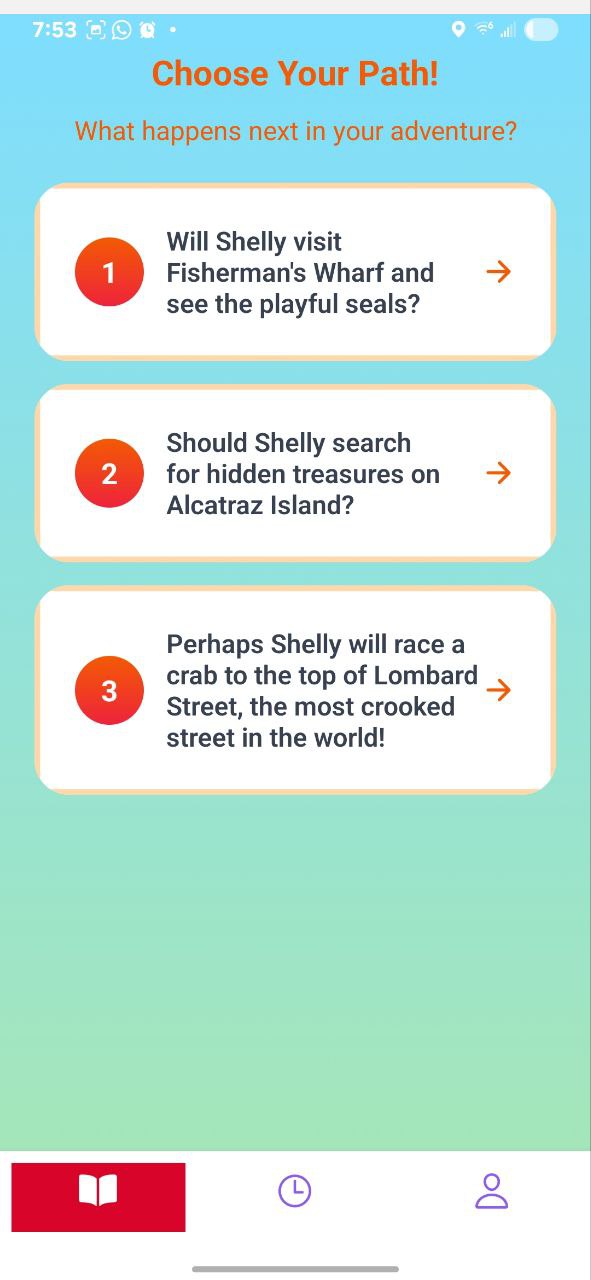 7:53
Choose Your Path!
What happens next in your adventure?
1
Will Shelly visit
Fisherman's Wharf and
see the playful seals?
2
Should Shelly search
for hidden treasures on
Alcatraz Island?
3
Perhaps Shelly will race a
crab to the top of Lombard
Street, the most crooked
street in the world!